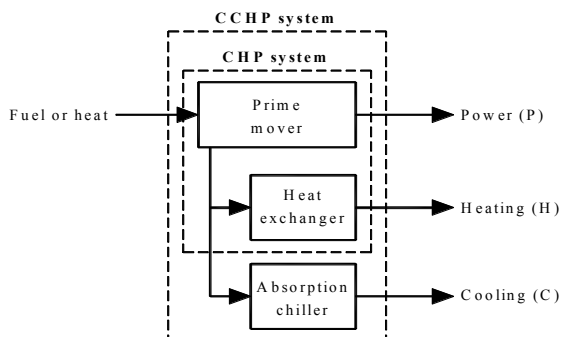 CCHP system
CHP system
Fuel or heat
Prime
mover
Power (P)
Heat
exchanger
Heating (H)
Absorption
chiller
Cooling (C)